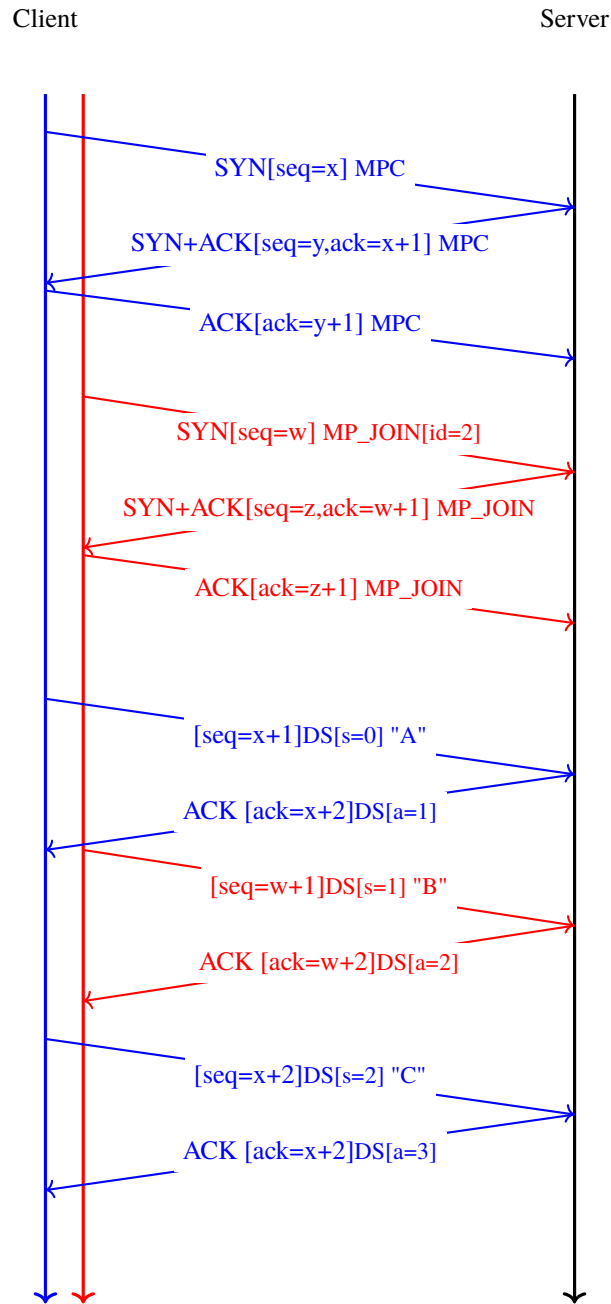 Client
Server
SYN[seq=x] MPC
SYN+ACK[seq=y,ack=x+1] MPC
ACK[ack=y+1] MPC
SYN[seq=w] MP_JOIN[id=2]
SYN+ACK[seq=z,ack=w+1] MP_JOIN
ACK[ack=z+1] MP_JOIN
[seq=x+1]DS[s=0] "A"
ACK [ack=x+2]DS[a=1]
[seq=w+1]DS[s=1] "B"
ACK [ack=w+2]DS[a=2]
[seq=x+2]DS[s=2] "C"
ACK [ack=x+2]DS[a=3]